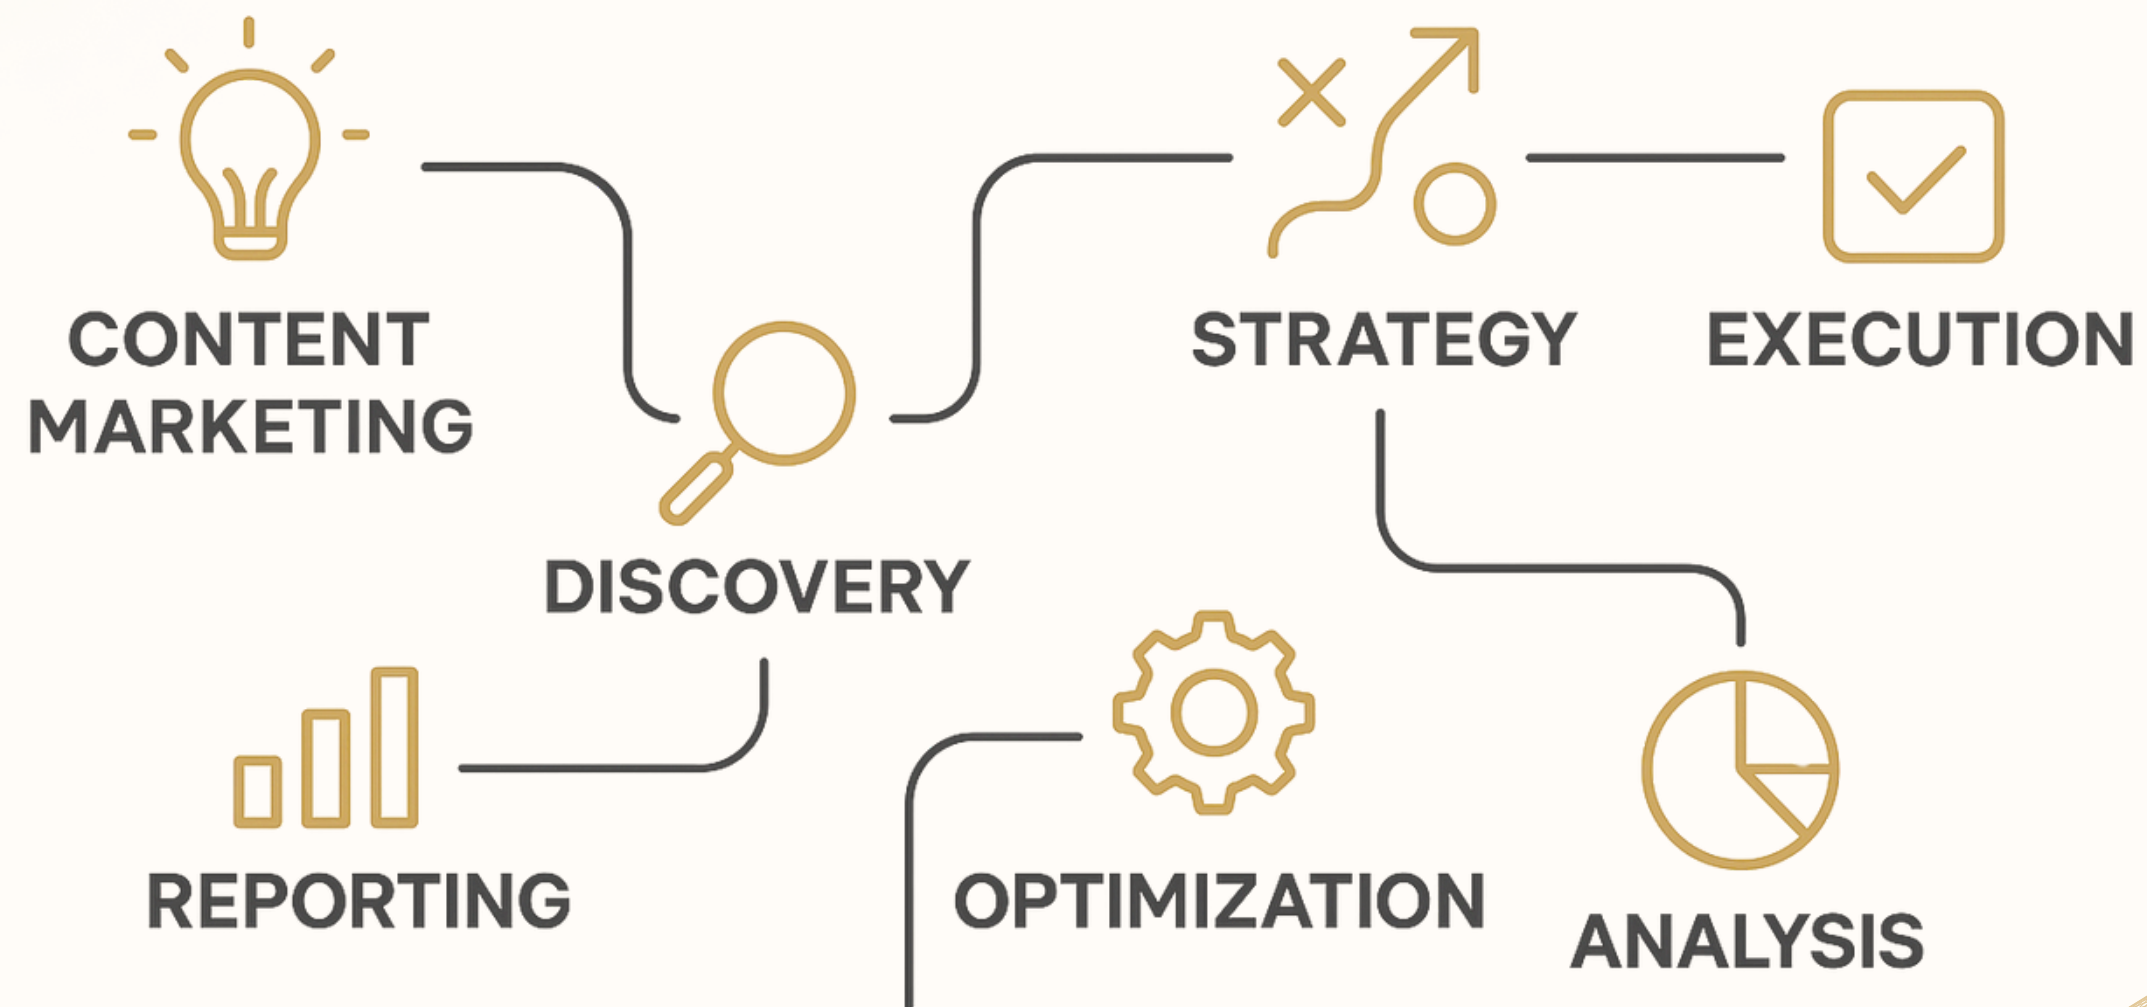 CONTENT
MARKETING
STRATEGY
EXECUTION
DISCOVERY
REPORTING
OPTIMIZATION
ANALYSIS